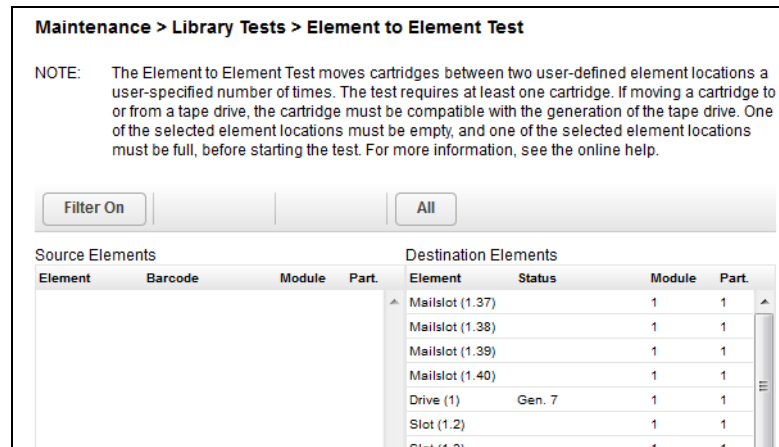 Maintenance > Library Tests > Element to Element Test
NOTE: The Element to Element Test moves cartridges between two user-defined element locations a
user-specified number of times. The test requires at least one cartridge. If moving a cartridge to
or from a tape drive, the cartridge must be compatible with the generation of the tape drive. One
of the selected element locations must be empty, and one of the selected element locations
must be full, before starting the test. For more information, see the online help.
Filter On All
Source Elements Destination Elements
Element Barcode Module Part. Element Status Module Part.
Mailslot (1.37) 1 1
Mailslot (1.38) 1 1
Mailslot (1.39) 1 1
Mailslot (1.40) 1 1
Drive (1) Gen. 7 1 1
Slot (1.2) 1 1